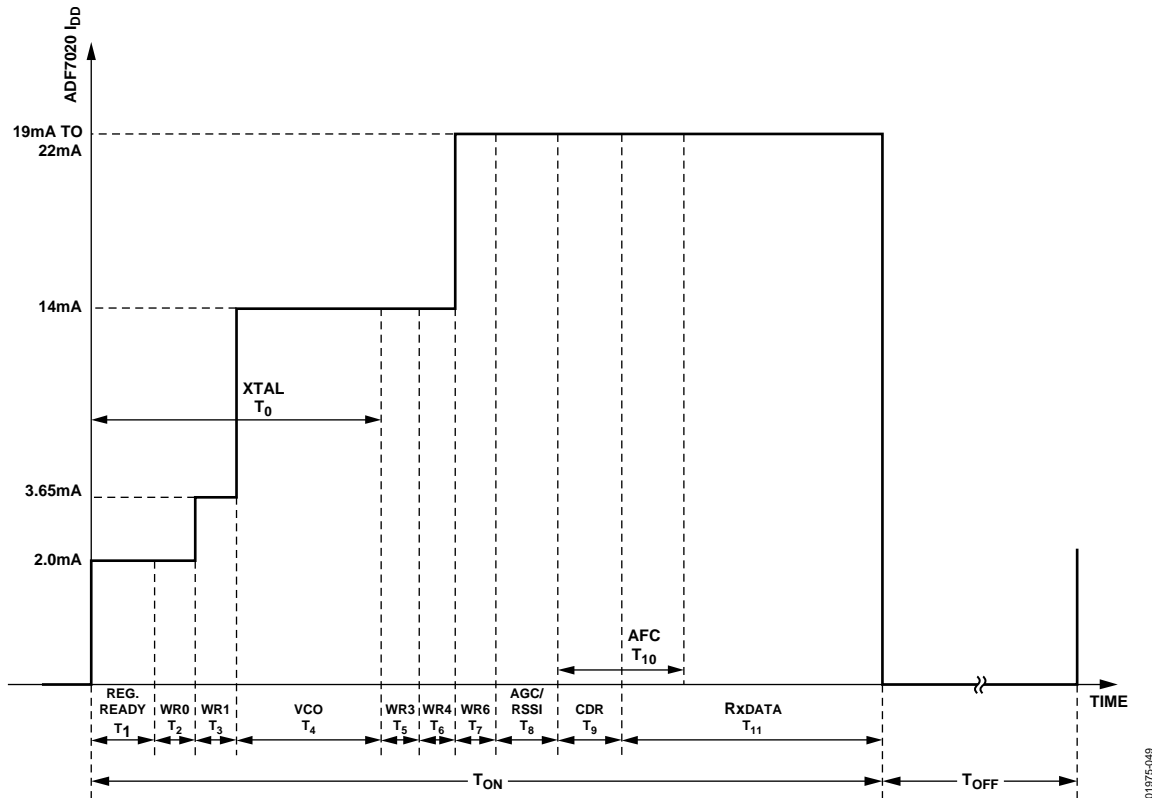 ADF7020 IDD
19mA TO
22mA
14mA
XTAL
T0
3.65mA
2.0mA
AFC
T10
TIME
REG.
READY
T1
WR0
T2
WR1
T3
VCO
T4
WR3
T5
WR4
T6
WR6
T7
AGC/
RSSI
T8
CDR
T9
RxDATA
T11
TON
TOFF
01975-049